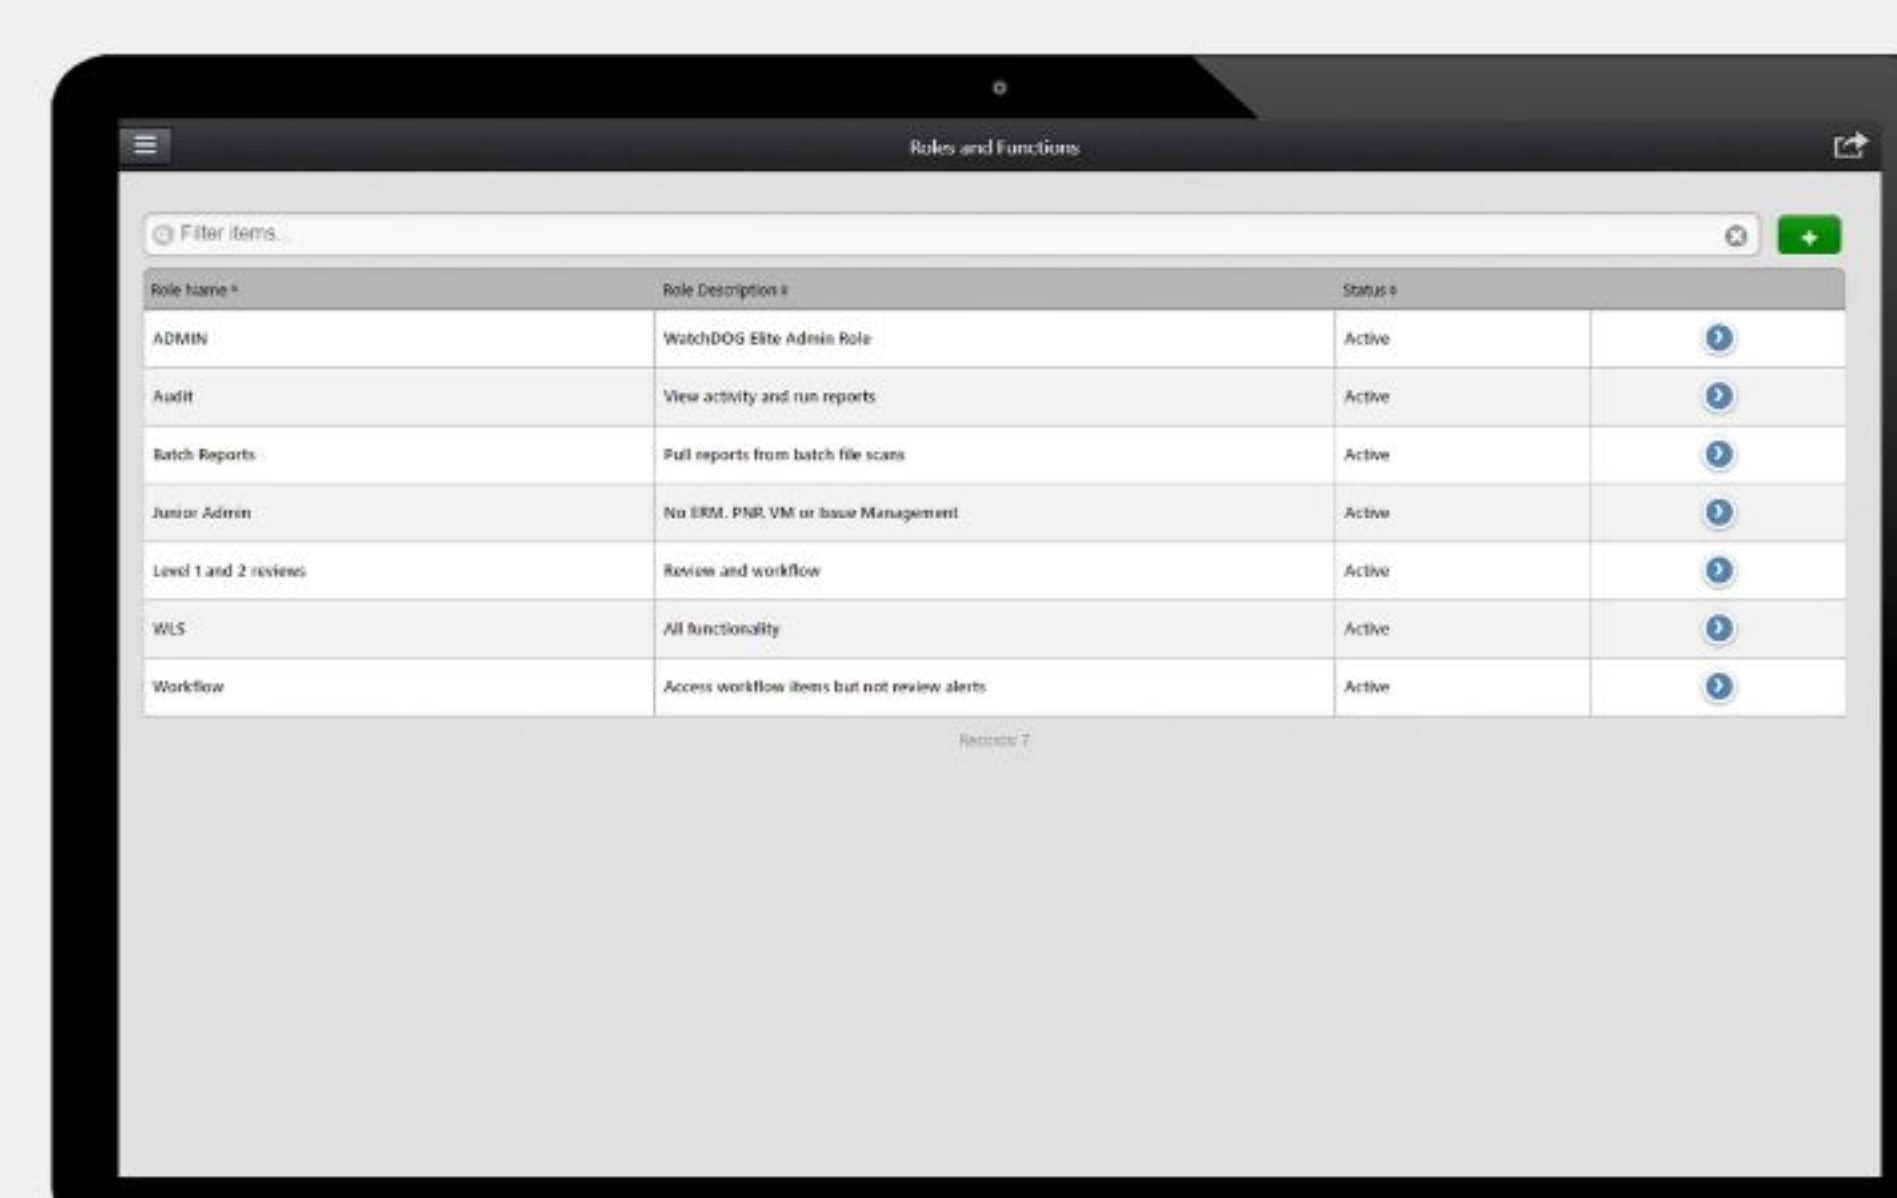 Roles and Functions
Filter items...
Role Name Role Description Status
ADMIN WatchDOG Elite Admin Role Active
Audit View activity and run reports Active
Batch Reports Pull reports from batch file scans Active
Junior Admin No ERM, PNR, VM or Issue Management Active
Level 1 and 2 reviews Review and workflow Active
WLS All functionality Active
Workflow Access workflow items but not review alerts Active
Records: 7